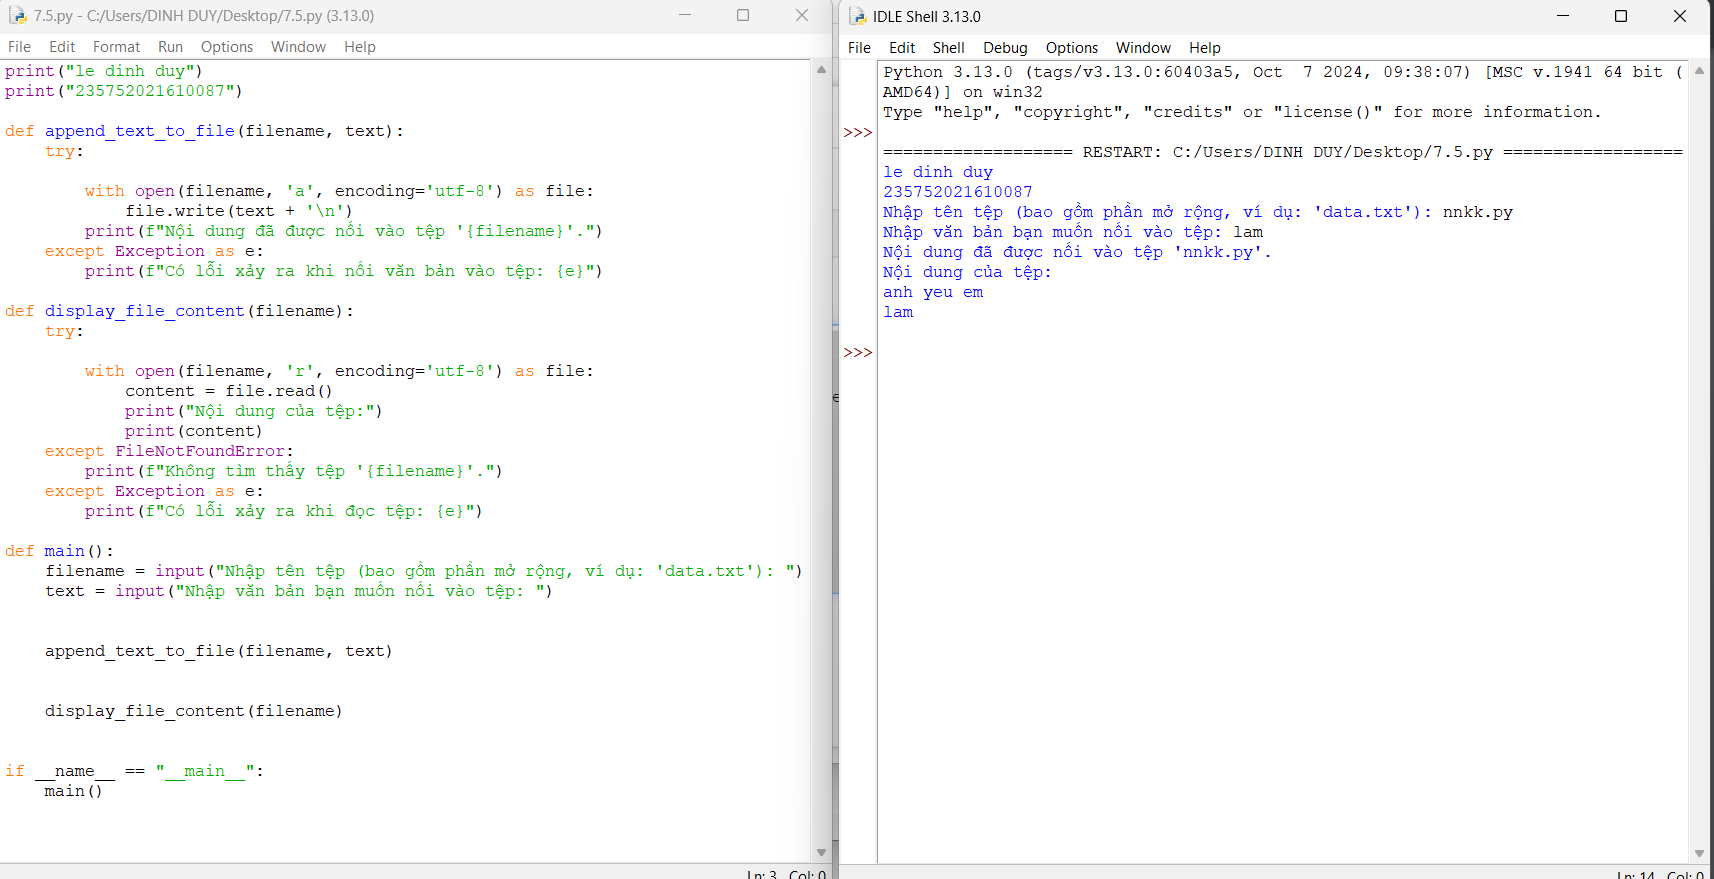 7.5.py - C:/Users/DINH DUY/Desktop/7.5.py (3.13.0)
File Edit Format Run Options Window Help
print("le dinh duy")
print("235752021610087")
def append_text_to_file(filename, text):
    try:
        with open(filename, 'a', encoding='utf-8') as file:
            file.write(text + '\n')
        print(f"Nội dung đã được nối vào tệp '{filename}'.")
    except Exception as e:
        print(f"Có lỗi xảy ra khi nối văn bản vào tệp: {e}")
def display_file_content(filename):
    try:
        with open(filename, 'r', encoding='utf-8') as file:
            content = file.read()
            print("Nội dung của tệp:")
            print(content)
    except FileNotFoundError:
        print(f"Không tìm thấy tệp '{filename}'.")
    except Exception as e:
        print(f"Có lỗi xảy ra khi đọc tệp: {e}")
def main():
    filename = input("Nhập tên tệp (bao gồm phần mở rộng, ví dụ: 'data.txt'): ")
    text = input("Nhập văn bản bạn muốn nối vào tệp: ")
    append_text_to_file(filename, text)
    display_file_content(filename)
if __name__ == "__main__":
    main()
Ln: 3 Col: 0
IDLE Shell 3.13.0
File Edit Shell Debug Options Window Help
Python 3.13.0 (tags/v3.13.0:60403a5, Oct  7 2024, 09:38:07) [MSC v.1941 64 bit (
AMD64)] on win32
Type "help", "copyright", "credits" or "license()" for more information.
>>>
=================== RESTART: C:/Users/DINH DUY/Desktop/7.5.py ==================
le dinh duy
235752021610087
Nhập tên tệp (bao gồm phần mở rộng, ví dụ: 'data.txt'): nnkk.py
Nhập văn bản bạn muốn nối vào tệp: lam
Nội dung đã được nối vào tệp 'nnkk.py'.
Nội dung của tệp:
anh yeu em
lam
>>>
Ln: 14 Col: 0